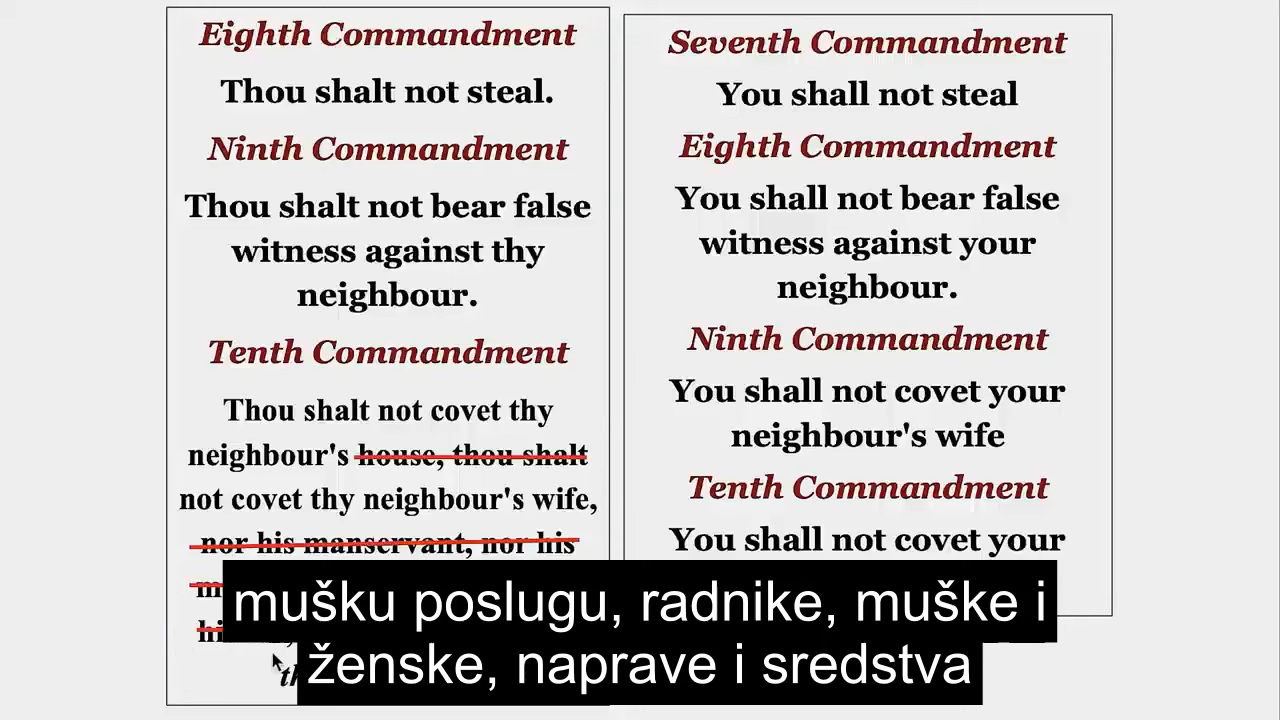 Eighth Commandment
Thou shalt not steal.
Ninth Commandment
Thou shalt not bear false
witness against thy
neighbour.
Tenth Commandment
Thou shalt not covet thy
neighbour's house, thou shalt
not covet thy neighbour's wife,
nor his manservant, nor his
Seventh Commandment
You shall not steal
Eighth Commandment
You shall not bear false
witness against your
neighbour.
Ninth Commandment
You shall not covet your
neighbour's wife
Tenth Commandment
You shall not covet your
mušku poslugu, radnike, muške i
ženske, naprave i sredstva